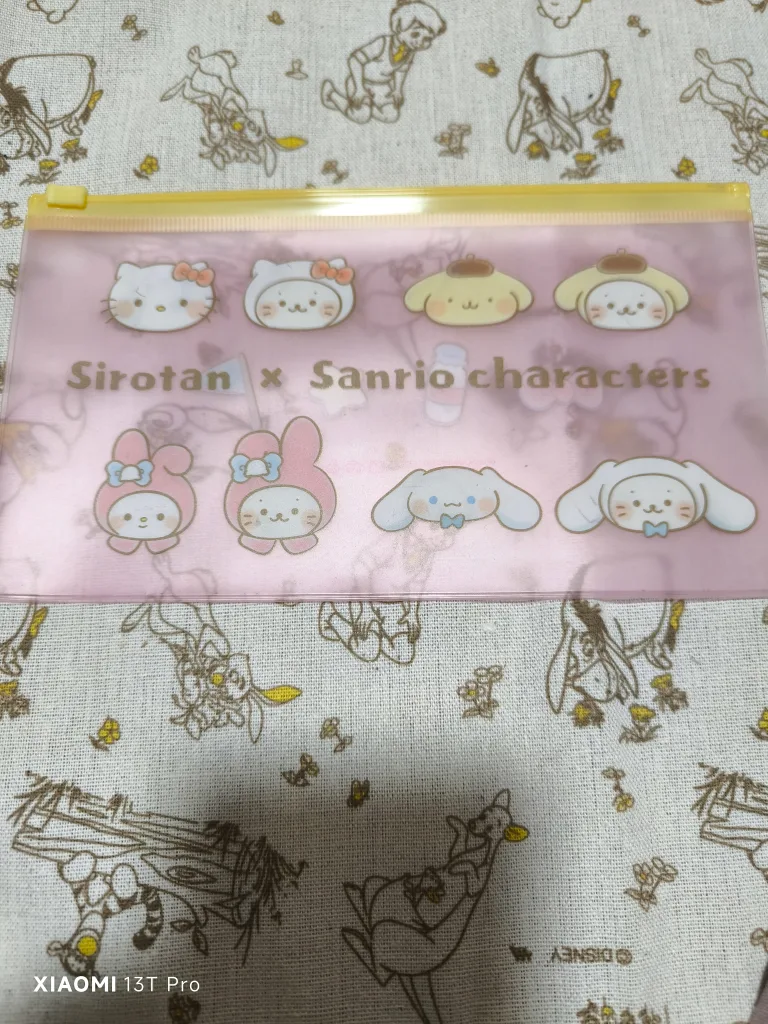 Sirotan × Sanrio characters
©DISNEY
XIAOMI 13T Pro